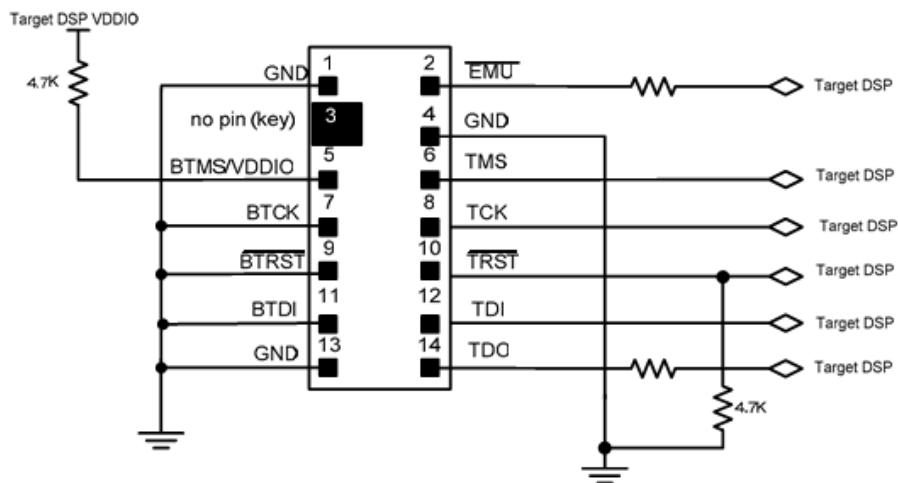 Target DSP VDDIO
4.7K
GND 1 2 EMU Target DSP
no pin (key) 3 4 GND
BTMS/VDDIO 5 6 TMS Target DSP
BTCK 7 8 TCK Target DSP
BTRST 9 10 TRST Target DSP
BTDI 11 12 TDI Target DSP
GND 13 14 TDO Target DSP
4.7K